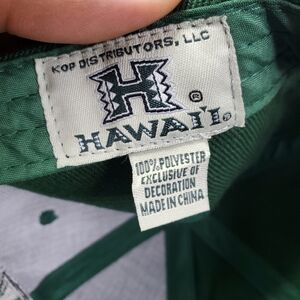 KOP DISTRIBUTORS, LLC
H
®
HAWAI'I®
100% POLYESTER
EXCLUSIVE OF
DECORATION
MADE IN CHINA